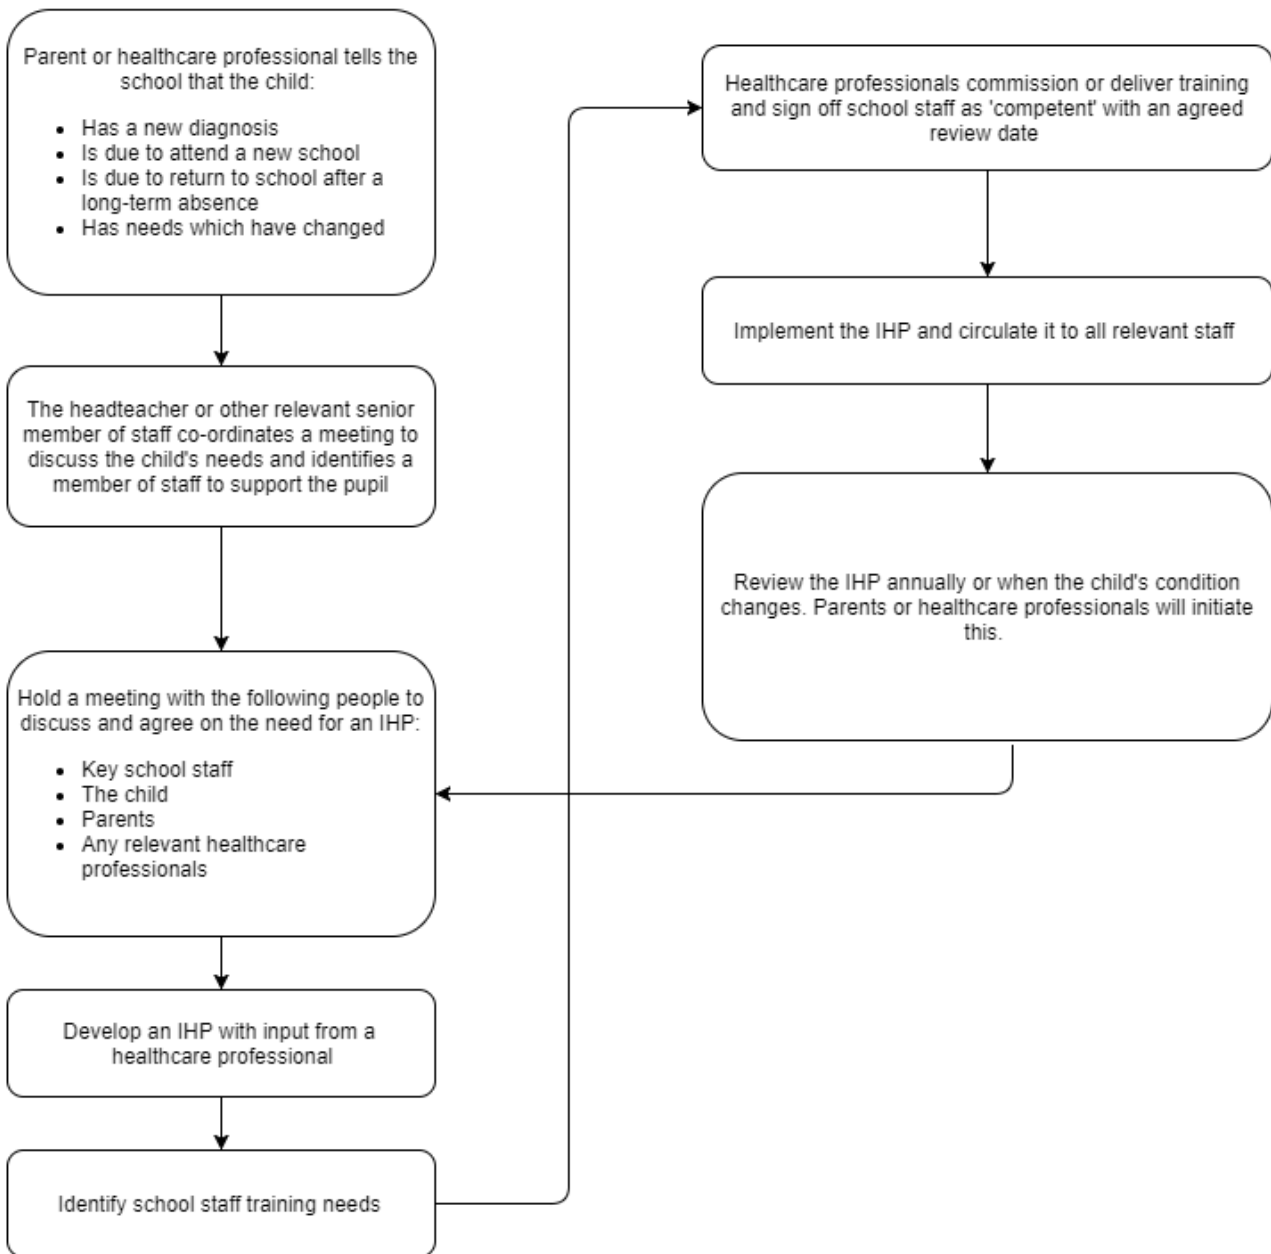 Parent or healthcare professional tells the
school that the child:
• Has a new diagnosis
• Is due to attend a new school
• Is due to return to school after a
long-term absence
• Has needs which have changed
The headteacher or other relevant senior
member of staff co-ordinates a meeting to
discuss the child's needs and identifies a
member of staff to support the pupil
Hold a meeting with the following people to
discuss and agree on the need for an IHP:
• Key school staff
• The child
• Parents
• Any relevant healthcare
professionals
Develop an IHP with input from a
healthcare professional
Identify school staff training needs
Healthcare professionals commission or deliver training
and sign off school staff as 'competent' with an agreed
review date
Implement the IHP and circulate it to all relevant staff
Review the IHP annually or when the child's condition
changes. Parents or healthcare professionals will initiate
this.